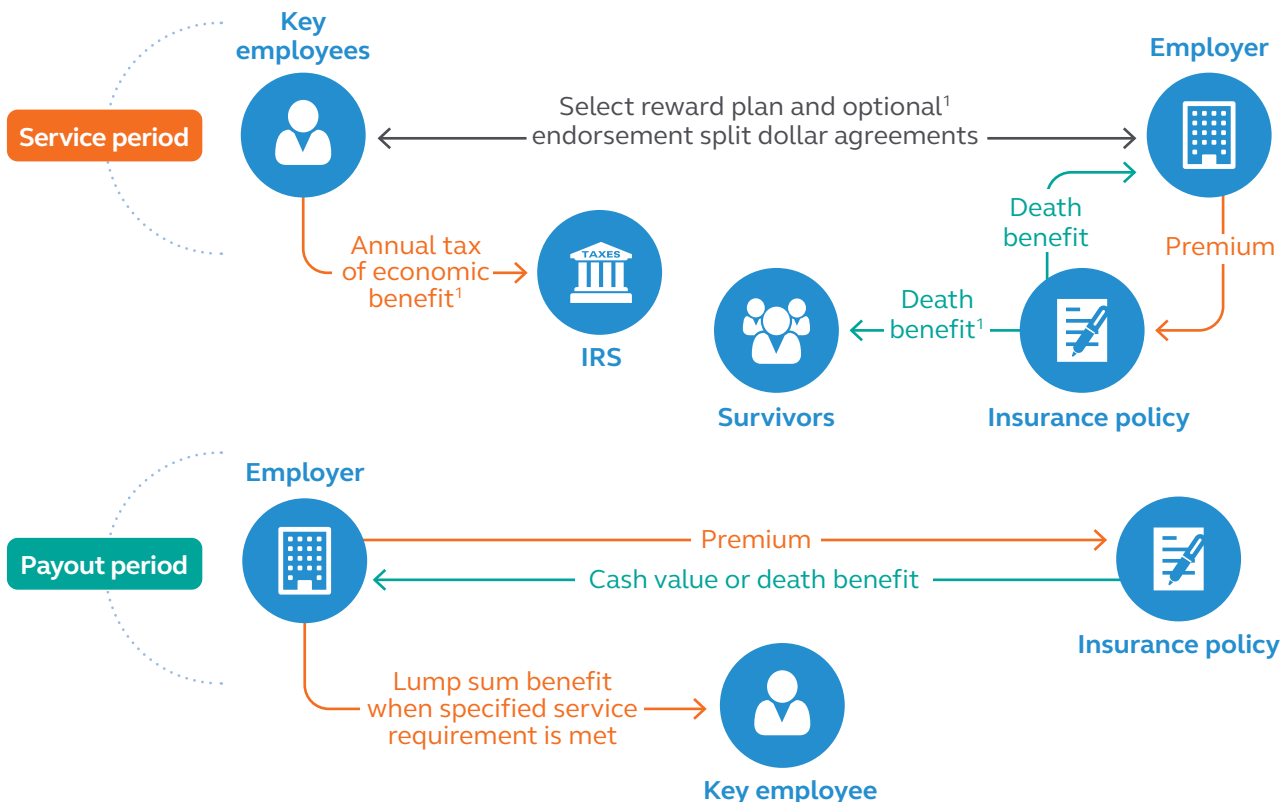 Key
employees
Employer
Service period
Select reward plan and optional¹
endorsement split dollar agreements
Death
benefit
Premium
Annual tax
of economic
benefit¹
TAXES
IRS
Death
benefit¹
Survivors
Insurance policy
Employer
Payout period
Premium
Cash value or death benefit
Insurance policy
Lump sum benefit
when specified service
requirement is met
Key employee